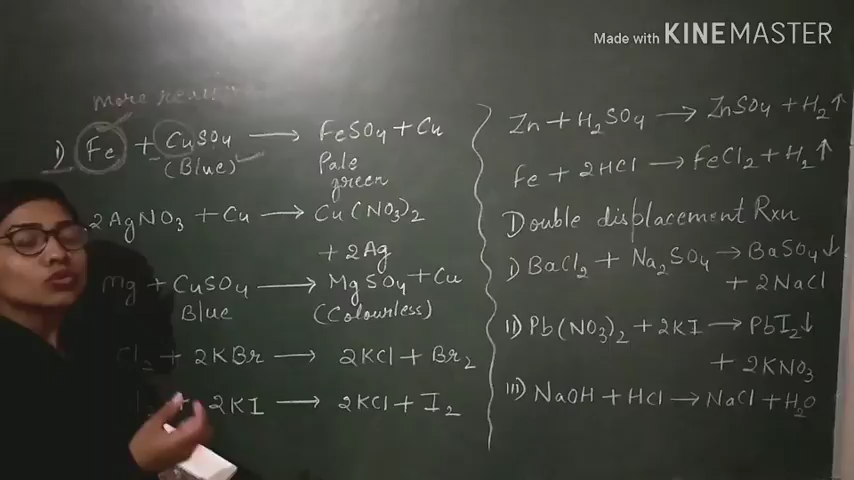 Made with KINEMASTER
more
1) Fe + CuSO4 → FeSO4 + Cu
(Blue) Pale green
2AgNO3 + Cu → Cu(NO3)2
+ 2Ag
Mg + CuSO4 → MgSO4 + Cu
Blue (Colourless)
Cl2 + 2KBr → 2KCl + Br2
+ 2KI → 2KCl + I2
Zn + H2SO4 → ZnSO4 + H2↑
Fe + 2HCl → FeCl2 + H2↑
Double displacement Rxn
i) BaCl2 + Na2SO4 → BaSO4↓
+ 2NaCl
ii) Pb(NO3)2 + 2KI → PbI2↓
+ 2KNO3
iii) NaOH + HCl → NaCl + H2O